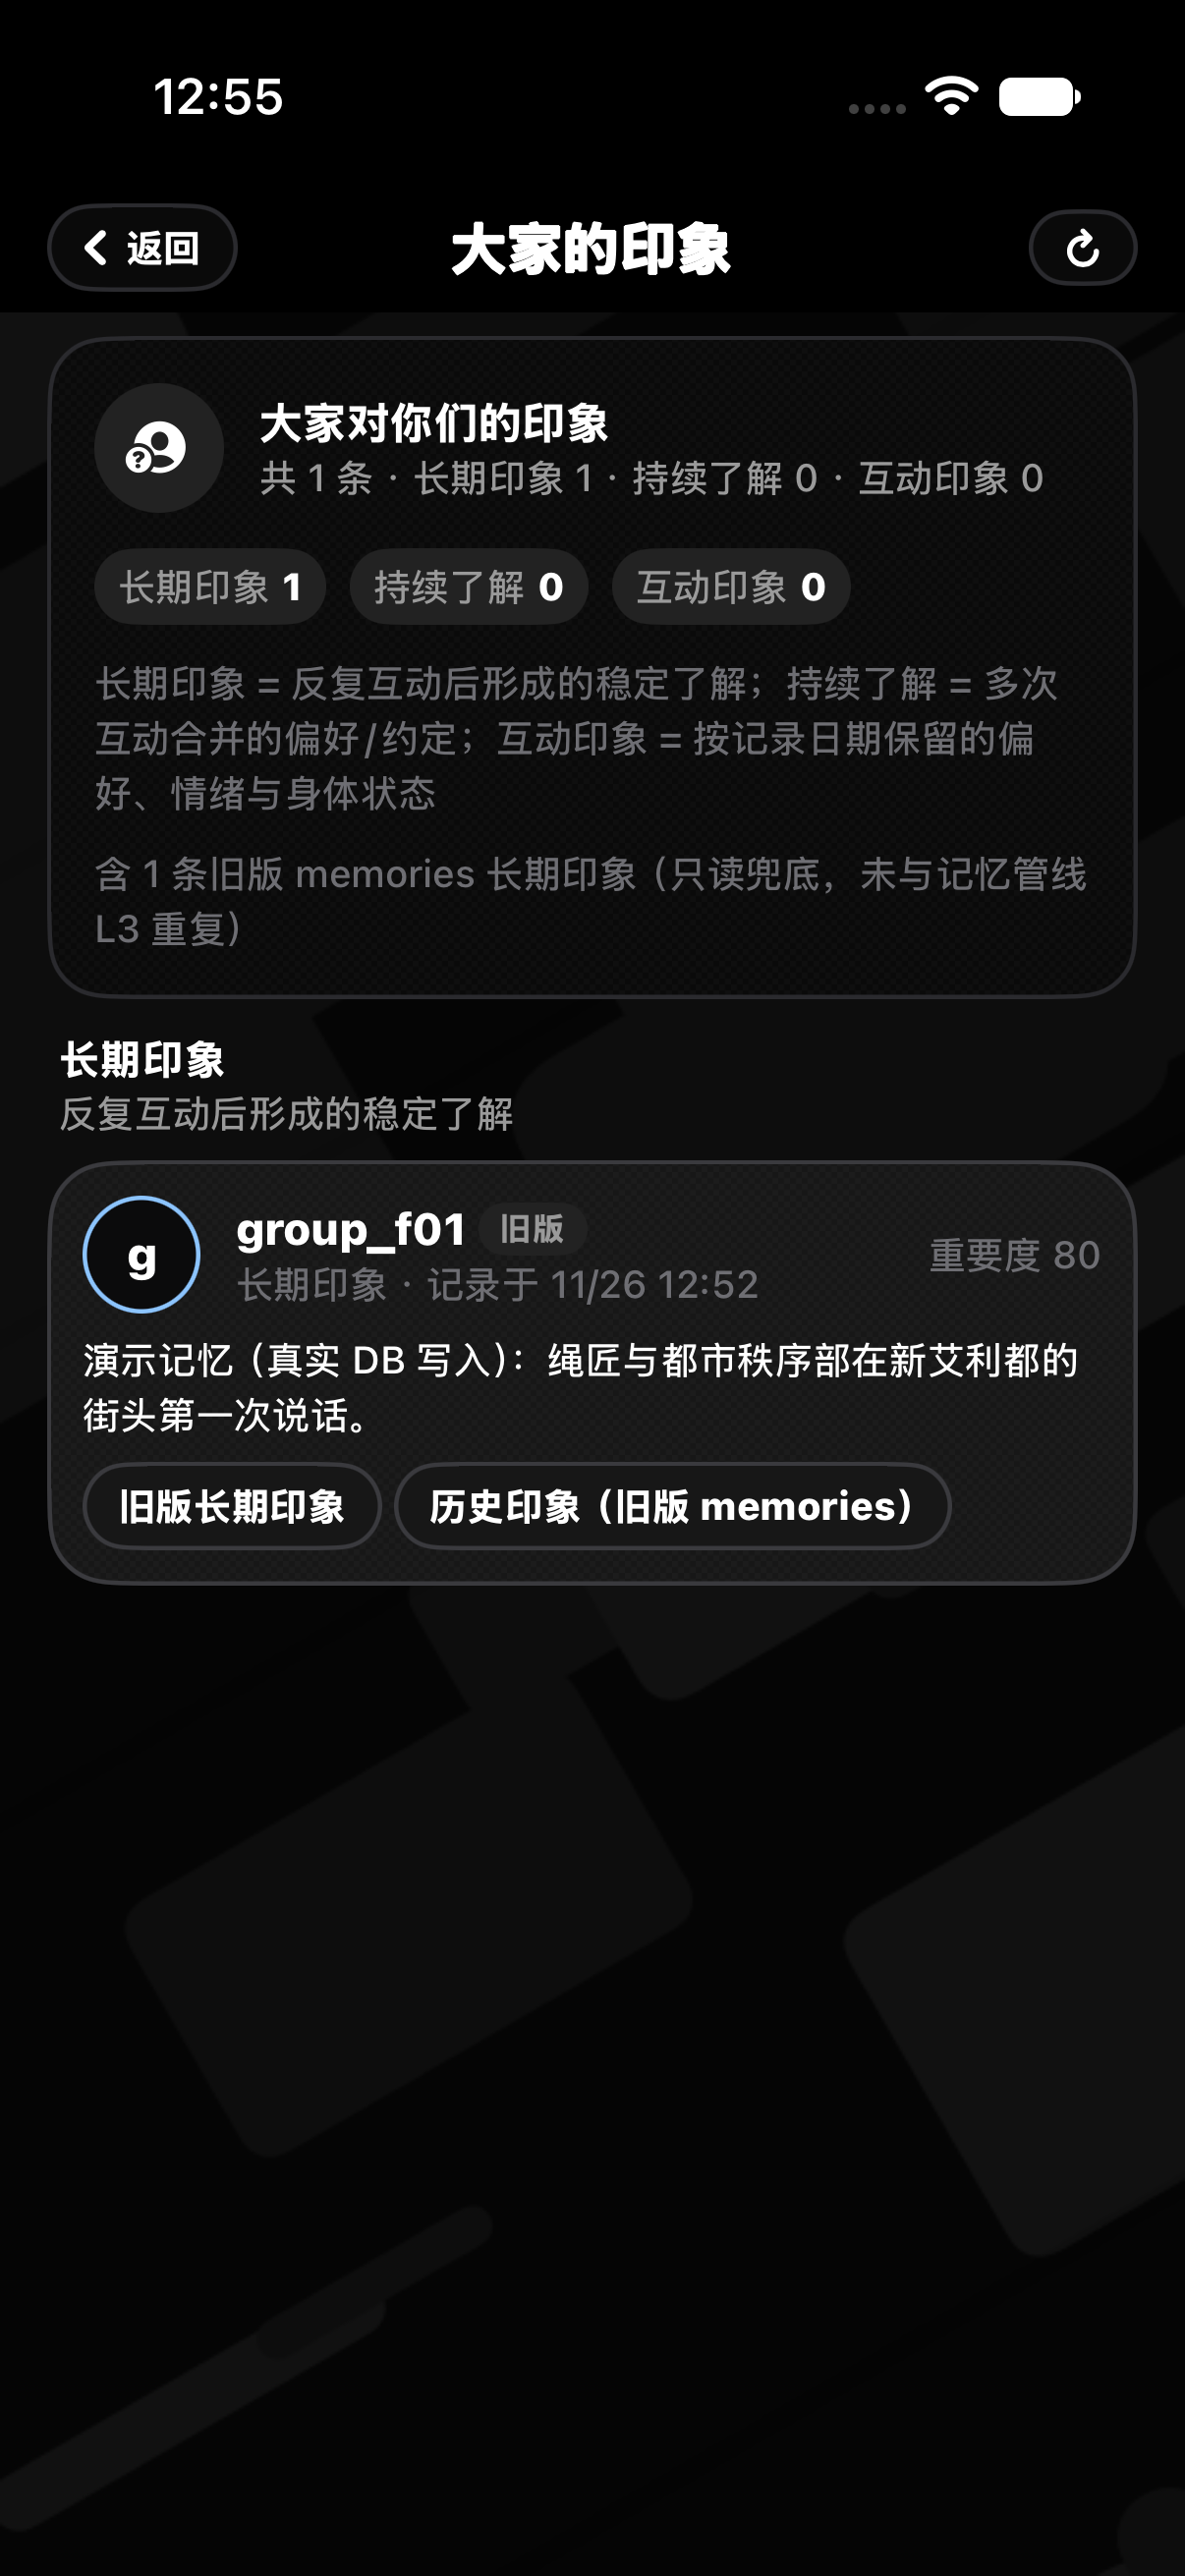 12:55
返回
大家的印象
大家对你们的印象
共 1 条 · 长期印象 1 · 持续了解 0 · 互动印象 0
长期印象 1 持续了解 0 互动印象 0
长期印象 = 反复互动后形成的稳定了解；持续了解 = 多次
互动合并的偏好/约定；互动印象 = 按记录日期保留的偏
好、情绪与身体状态
含 1 条旧版 memories 长期印象（只读兜底，未与记忆管线
L3 重复）
长期印象
反复互动后形成的稳定了解
g
group_f01 旧版
长期印象 · 记录于 11/26 12:52
重要度 80
演示记忆（真实 DB 写入）：绳匠与都市秩序部在新艾利都的
街头第一次说话。
旧版长期印象 历史印象（旧版 memories）